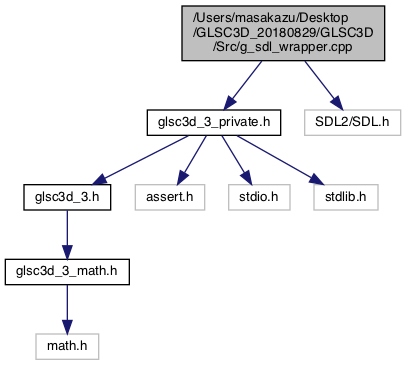 /Users/masakazu/Desktop
/GLSC3D_20180829/GLSC3D
/Src/g_sdl_wrapper.cpp
glsc3d_3_private.h
SDL2/SDL.h
glsc3d_3.h
assert.h
stdio.h
stdlib.h
glsc3d_3_math.h
math.h